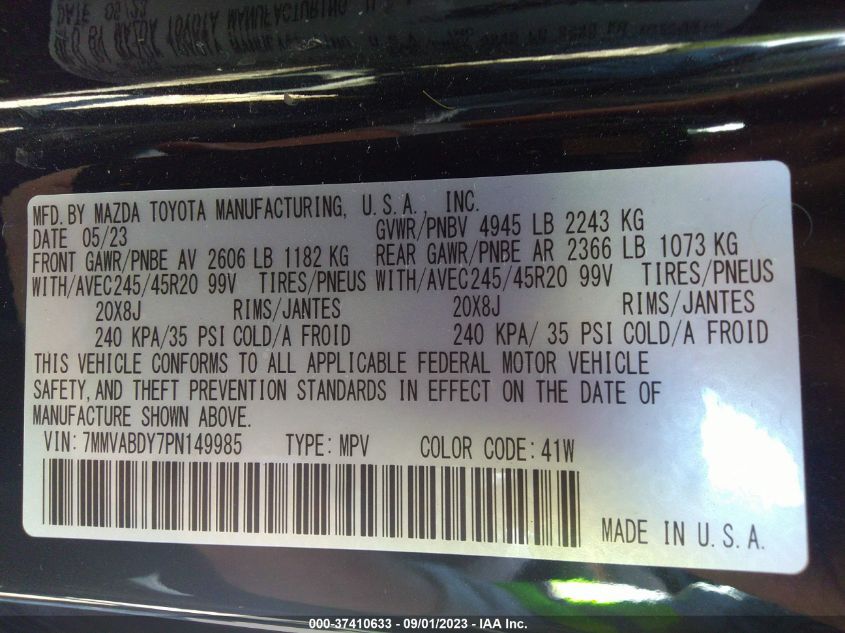 MFD. BY MAZDA TOYOTA MANUFACTURING, U.S.A. INC.
DATE 05/23 GVWR/PNBV 4945 LB 2243 KG
FRONT GAWR/PNBE AV 2606 LB 1182 KG REAR GAWR/PNBE AR 2366 LB 1073 KG
WITH/AVEC245/45R20 99V TIRES/PNEUS WITH/AVEC245/45R20 99V TIRES/PNEUS
20X8J RIMS/JANTES 20X8J RIMS/JANTES
240 KPA/35 PSI COLD/A FROID 240 KPA/ 35 PSI COLD/A FROID
THIS VEHICLE CONFORMS TO ALL APPLICABLE FEDERAL MOTOR VEHICLE
SAFETY, AND THEFT PREVENTION STANDARDS IN EFFECT ON THE DATE OF
MANUFACTURE SHOWN ABOVE.
VIN: 7MMVABDY7PN149985 TYPE: MPV COLOR CODE: 41W
MADE IN U.S.A.
000-37410633 - 09/01/2023 - IAA Inc.